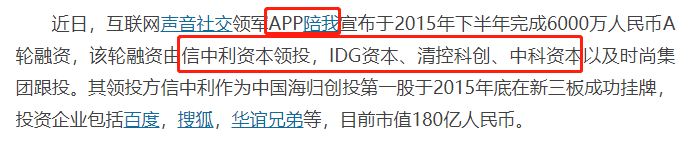 近日，互联网声音社交领军APP陪我宣布于2015年下半年完成6000万人民币A
轮融资，该轮融资由信中利资本领投，IDG资本、清控科创、中科资本以及时尚集
团跟投。其领投方信中利作为中国海归创投第一股于2015年底在新三板成功挂牌，
投资企业包括百度，搜狐，华谊兄弟等，目前市值180亿人民币。